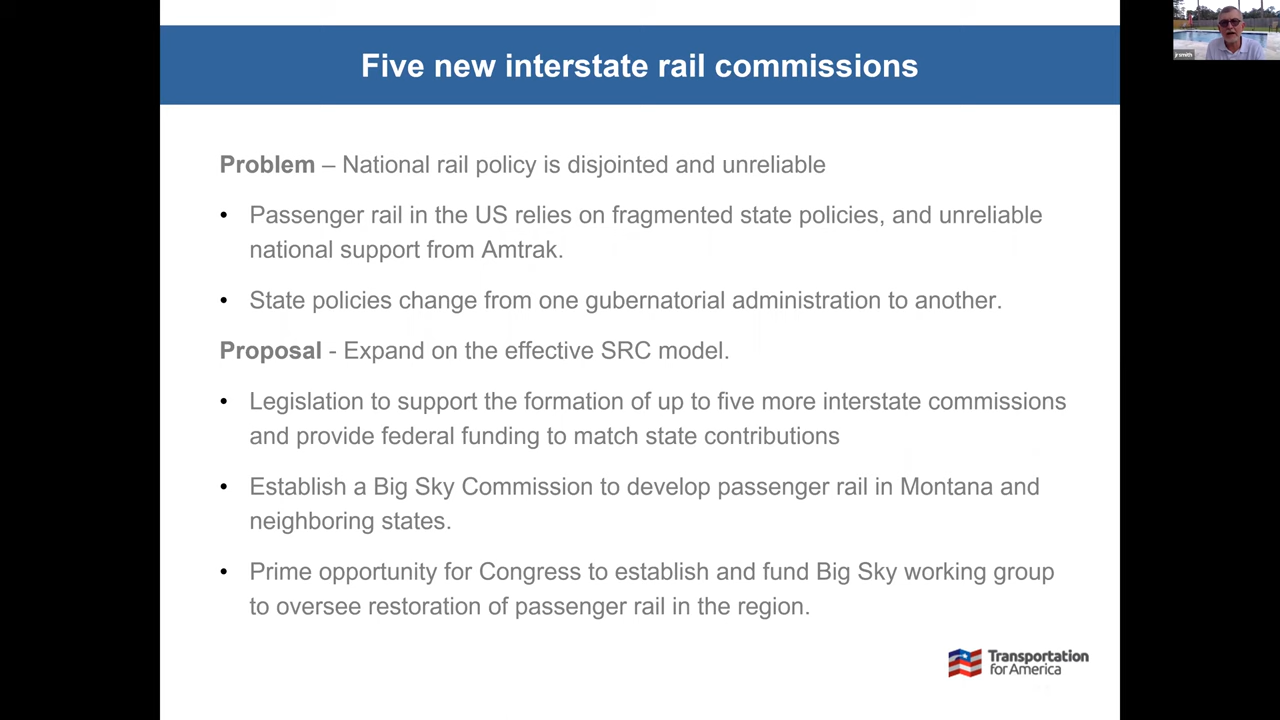 Five new interstate rail commissions
Problem – National rail policy is disjointed and unreliable
• Passenger rail in the US relies on fragmented state policies, and unreliable
national support from Amtrak.
• State policies change from one gubernatorial administration to another.
Proposal - Expand on the effective SRC model.
• Legislation to support the formation of up to five more interstate commissions
and provide federal funding to match state contributions
• Establish a Big Sky Commission to develop passenger rail in Montana and
neighboring states.
• Prime opportunity for Congress to establish and fund Big Sky working group
to oversee restoration of passenger rail in the region.
Transportation
for America